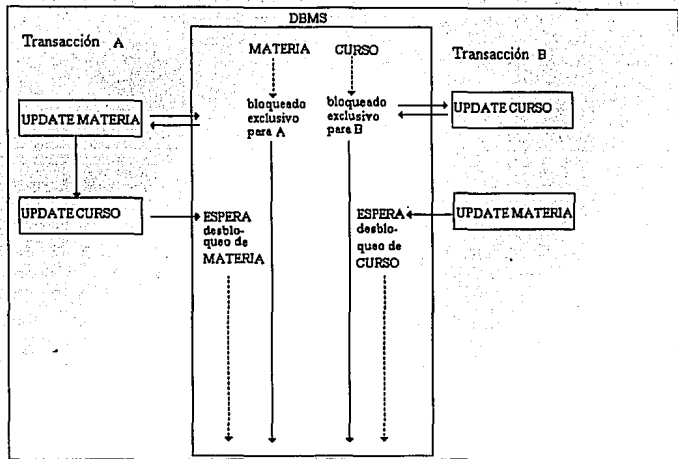 DBMS
Transacción A
MATERIA
CURSO
Transacción B
UPDATE MATERIA
bloqueado
exclusivo
para A
bloqueado
exclusivo
para B
UPDATE CURSO
UPDATE CURSO
ESPERA
desblo-
queo de
MATERIA
ESPERA
desblo-
queo de
CURSO
UPDATE MATERIA